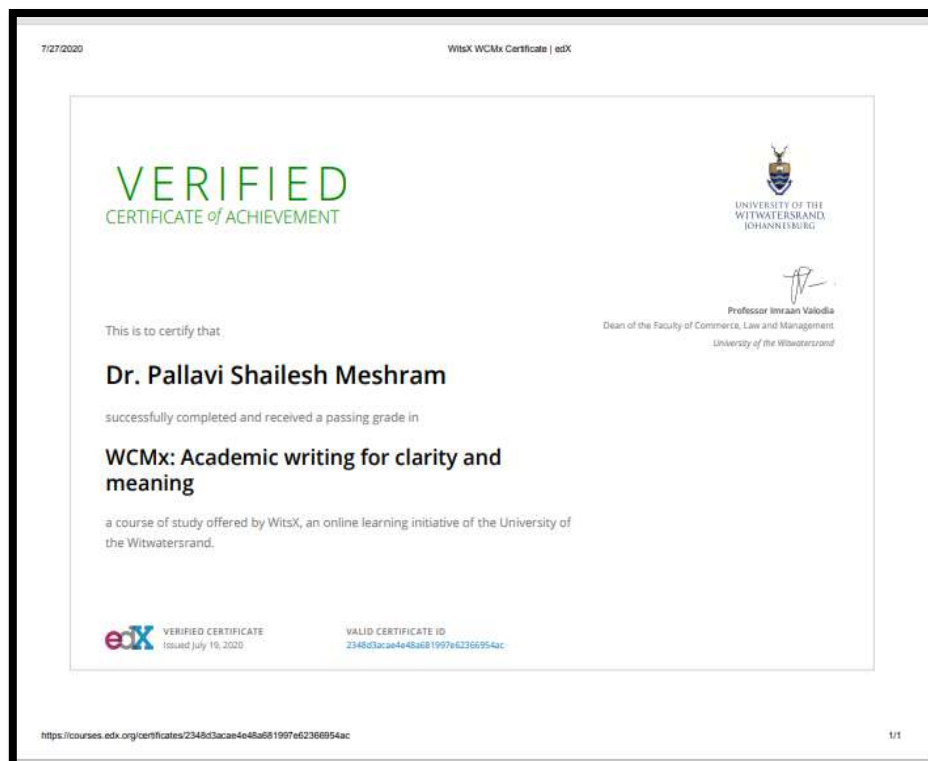 7/27/2020
WitsX WCMx Certificate | edX
VERIFIED
CERTIFICATE of ACHIEVEMENT
UNIVERSITY OF THE
WITWATERSRAND,
JOHANNESBURG
Professor Imraan Valodia
Dean of the Faculty of Commerce, Law and Management
University of the Witwatersrand
This is to certify that
Dr. Pallavi Shailesh Meshram
successfully completed and received a passing grade in
WCMx: Academic writing for clarity and
meaning
a course of study offered by WitsX, an online learning initiative of the University of
the Witwatersrand.
edX
VERIFIED CERTIFICATE
Issued July 19, 2020
VALID CERTIFICATE ID
2348d3acae4e48a681997e62366954ac
https://courses.edx.org/certificates/2348d3acae4e48a681997e62366954ac
1/1